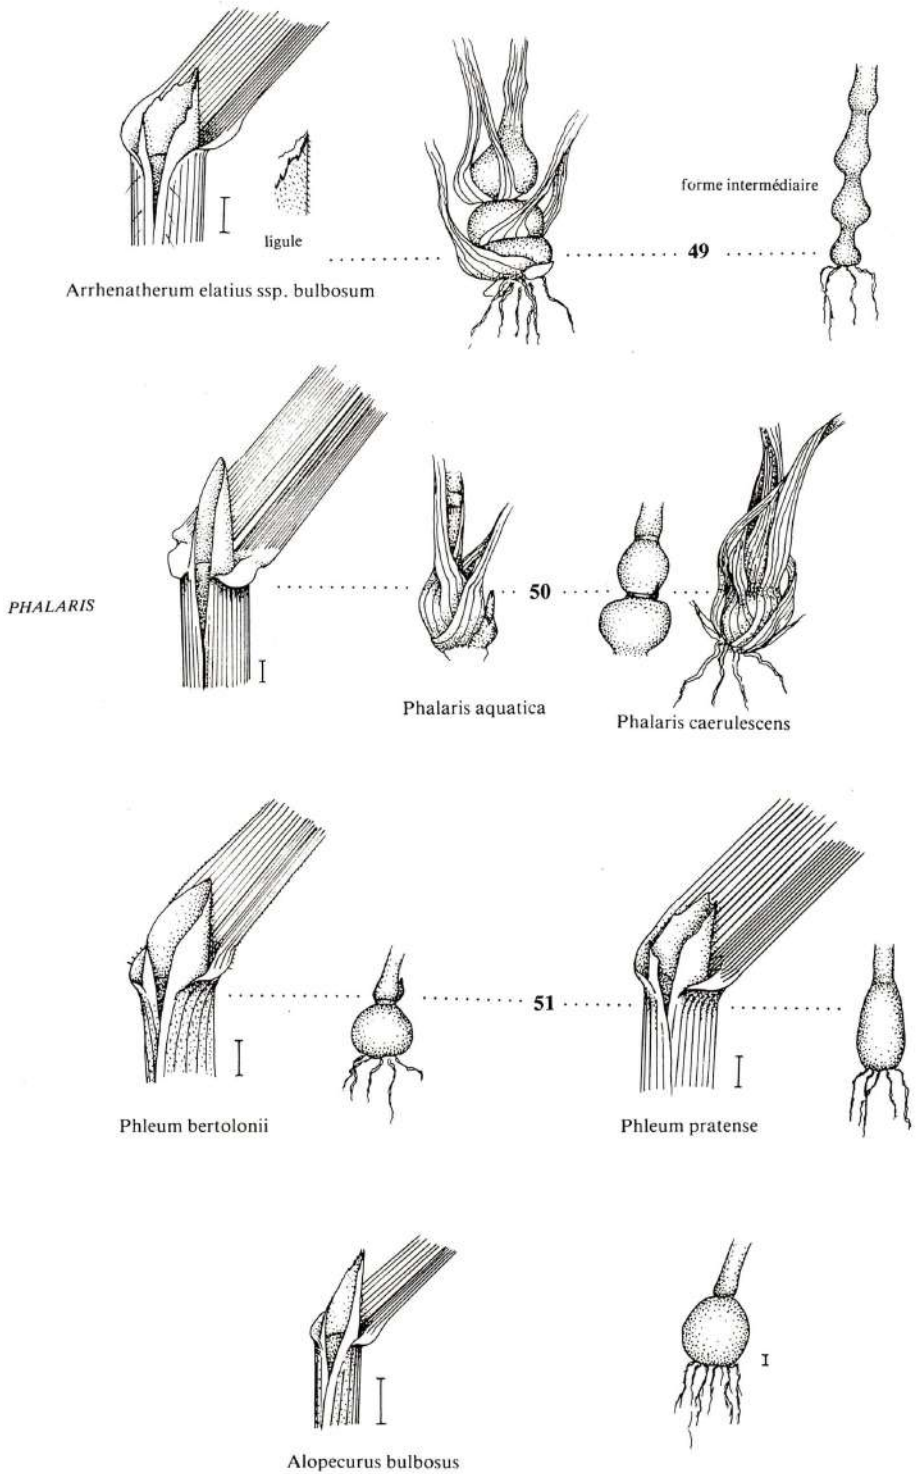 forme intermédiaire
ligule
49
Arrhenatherum elatius ssp. bulbosum
PHALARIS
50
Phalaris aquatica
Phalaris caerulescens
51
Phleum bertolonii
Phleum pratense
Alopecurus bulbosus